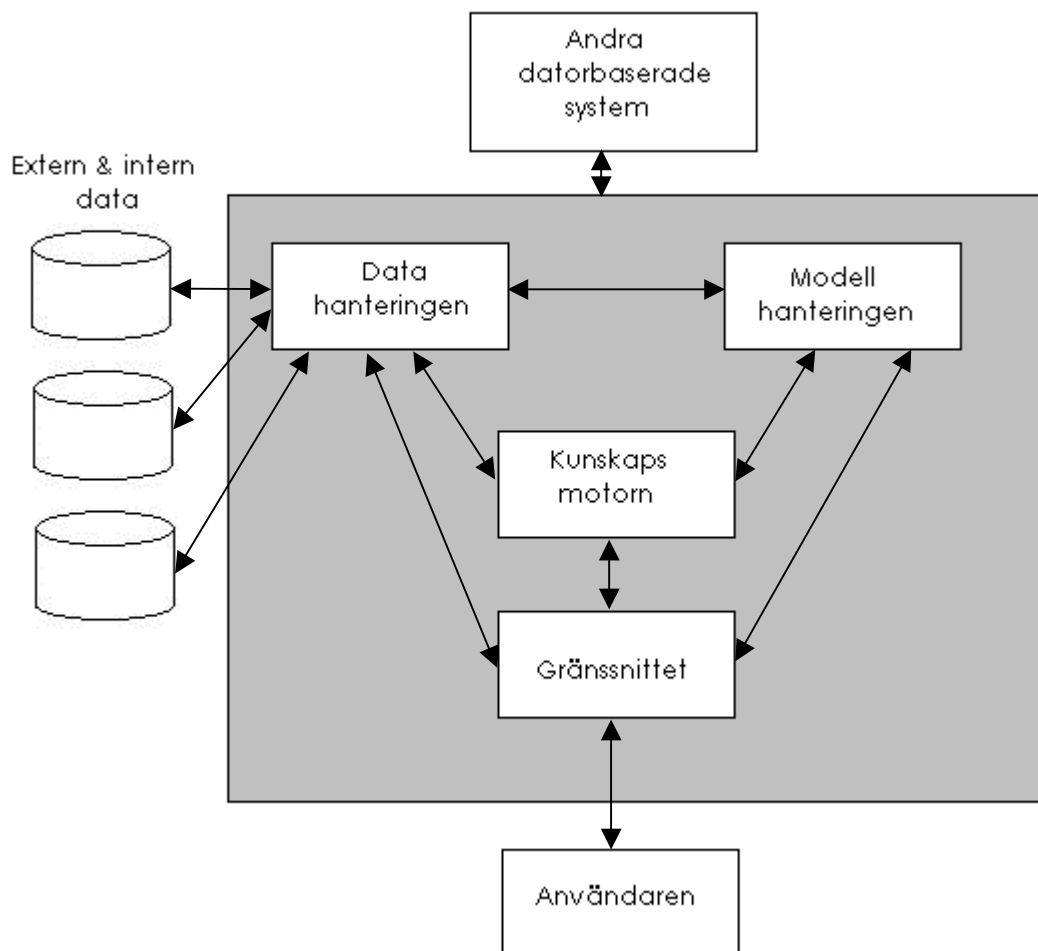 Andra
datorbaserade
system
Extern & intern
data
Data
hanteringen
Modell
hanteringen
Kunskaps
motorn
Gränssnittet
Användaren